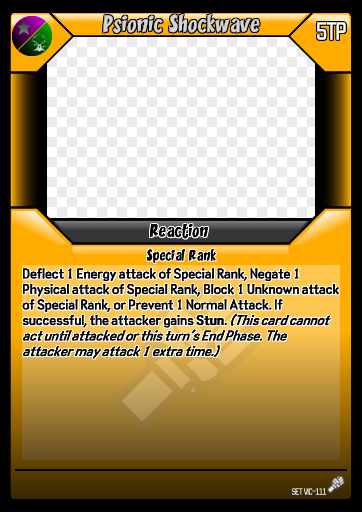 Psionic Shockwave
5TP
Reaction
Special Rank
Deflect 1 Energy attack of Special Rank, Negate 1
Physical attack of Special Rank, Block 1 Unknown attack
of Special Rank, or Prevent 1 Normal Attack. If
successful, the attacker gains Stun. (This card cannot
act until attacked or this turn's End Phase. The
attacker may attack 1 extra time.)
SET VIC-111